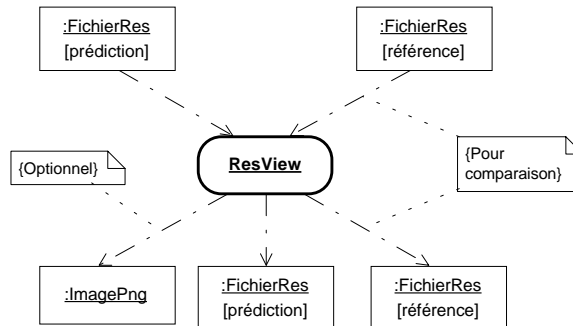 :FichierRes
[prédiction]
:FichierRes
[référence]
{Optionnel}
ResView
{Pour
comparaison}
:ImagePng
:FichierRes
[prédiction]
:FichierRes
[référence]